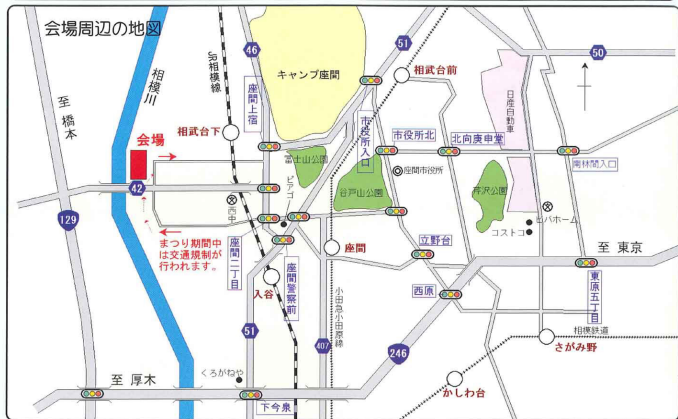 会場周辺の地図
至 橋本
相模川
JR相模線
46
キャンプ座間
51
相武台前
50
座間上宿
市役所入口
市役所北
北向庚申堂
日産自動車
南林間入口
相武台下
会場
富士山公園
座間市役所
谷戸山公園
芹沢公園
42
西中
ピアゴ
129
まつり期間中
は交通規制が
行われます。
座間二丁目
座間警察前
座間
立野台
コストコ
ビバホーム
至 東京
入谷
西原
東原五丁目
小田急小田原線
51
407
246
相模鉄道
さがみ野
くろがねや
かしわ台
至 厚木
下今泉